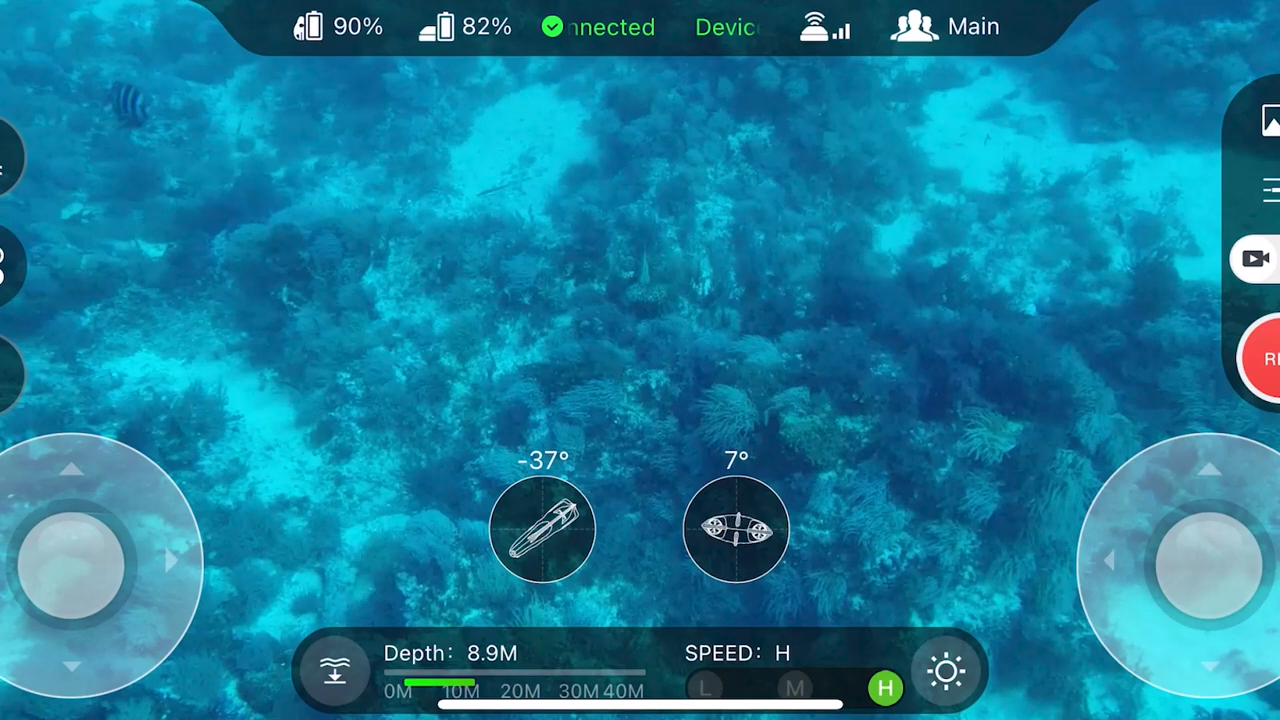 90%
82%
nnected
Devic
Main
-37°
7°
Depth: 8.9M
0M 10M 20M 30M 40M
SPEED: H
L M H